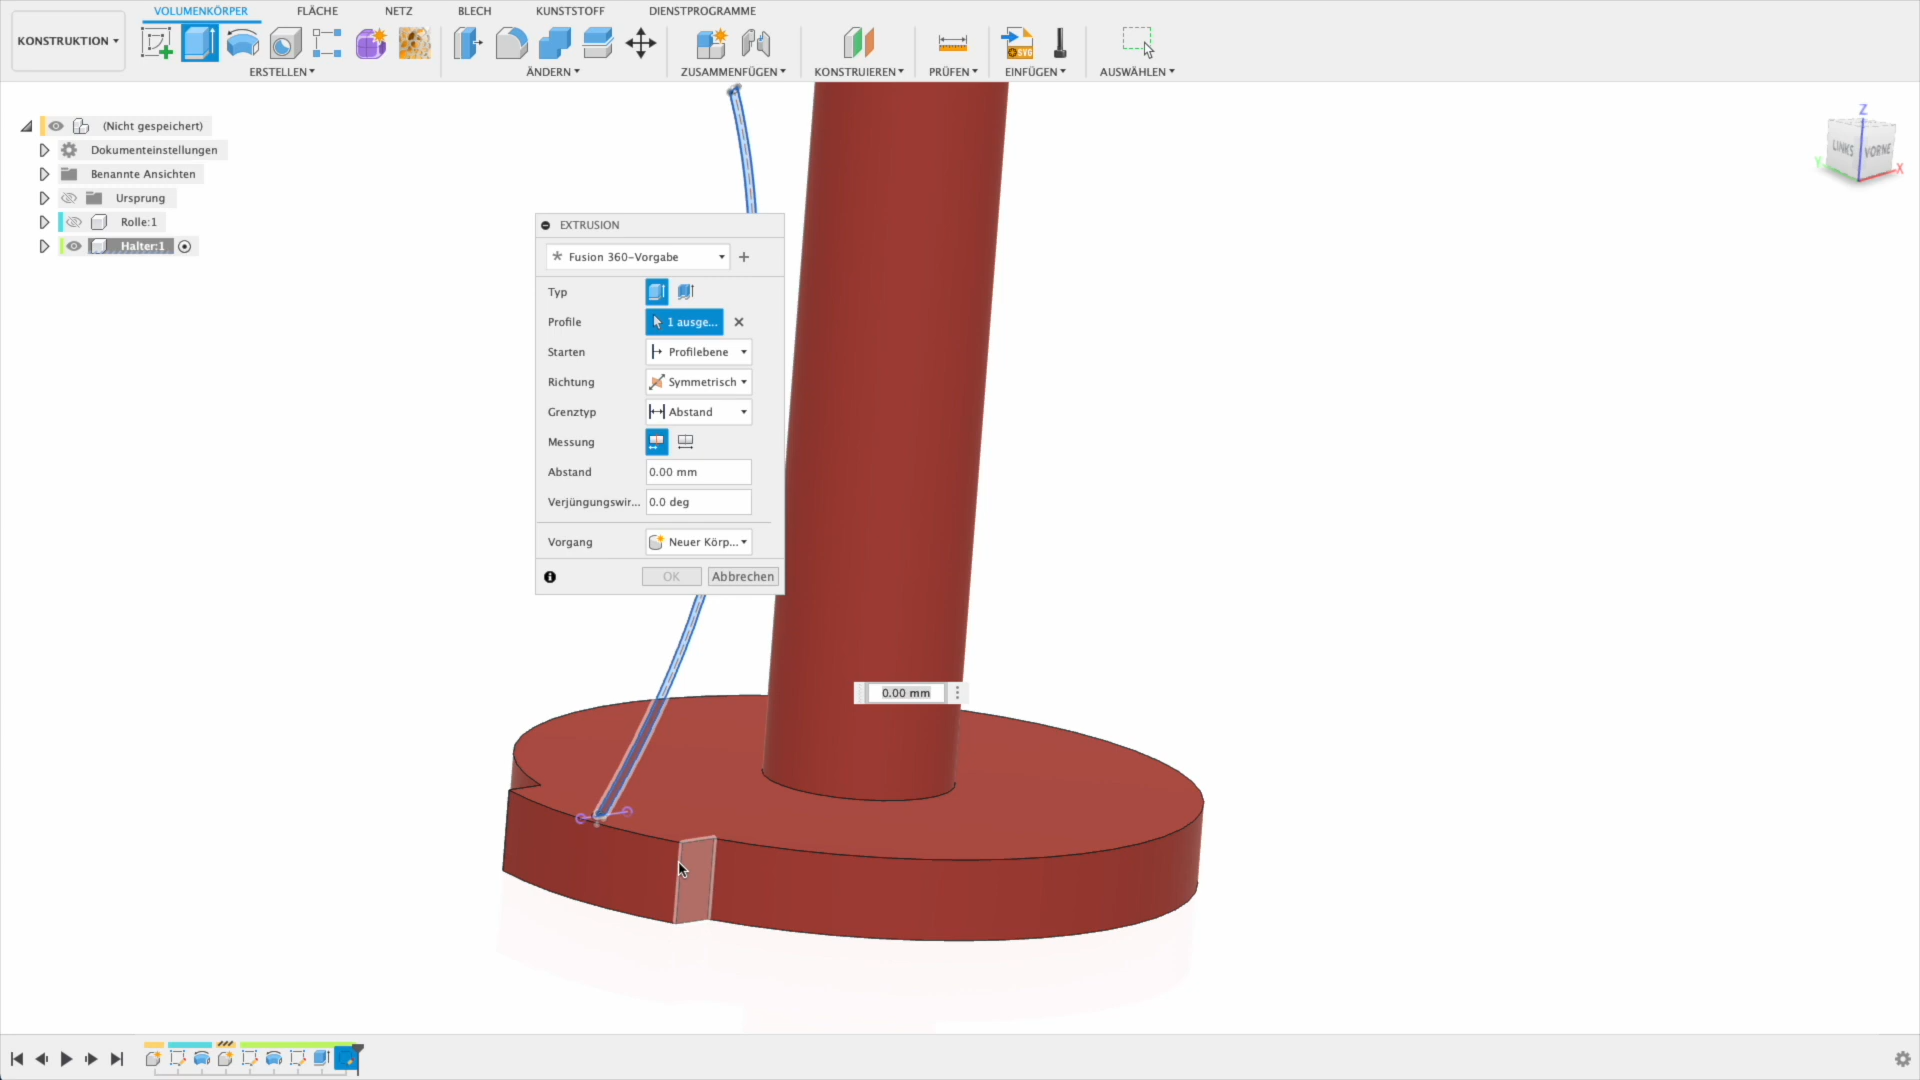 VOLUMENKÖRPER FLÄCHE NETZ BLECH KUNSTSTOFF DIENSTPROGRAMME
KONSTRUKTION
ERSTELLEN ÄNDERN ZUSAMMENFÜGEN KONSTRUIEREN PRÜFEN EINFÜGEN AUSWÄHLEN
SVG
(Nicht gespeichert)
Dokumenteinstellungen
Benannte Ansichten
Ursprung
Rolle:1
Halter:1
Z
LINKS VORNE
Y X
EXTRUSION
Fusion 360-Vorgabe
Typ
Profile 1 ausge...
Starten Profilebene
Richtung Symmetrisch
Grenztyp Abstand
Messung
Abstand 0.00 mm
Verjüngungswir... 0.0 deg
Vorgang Neuer Körp...
OK Abbrechen
0.00 mm